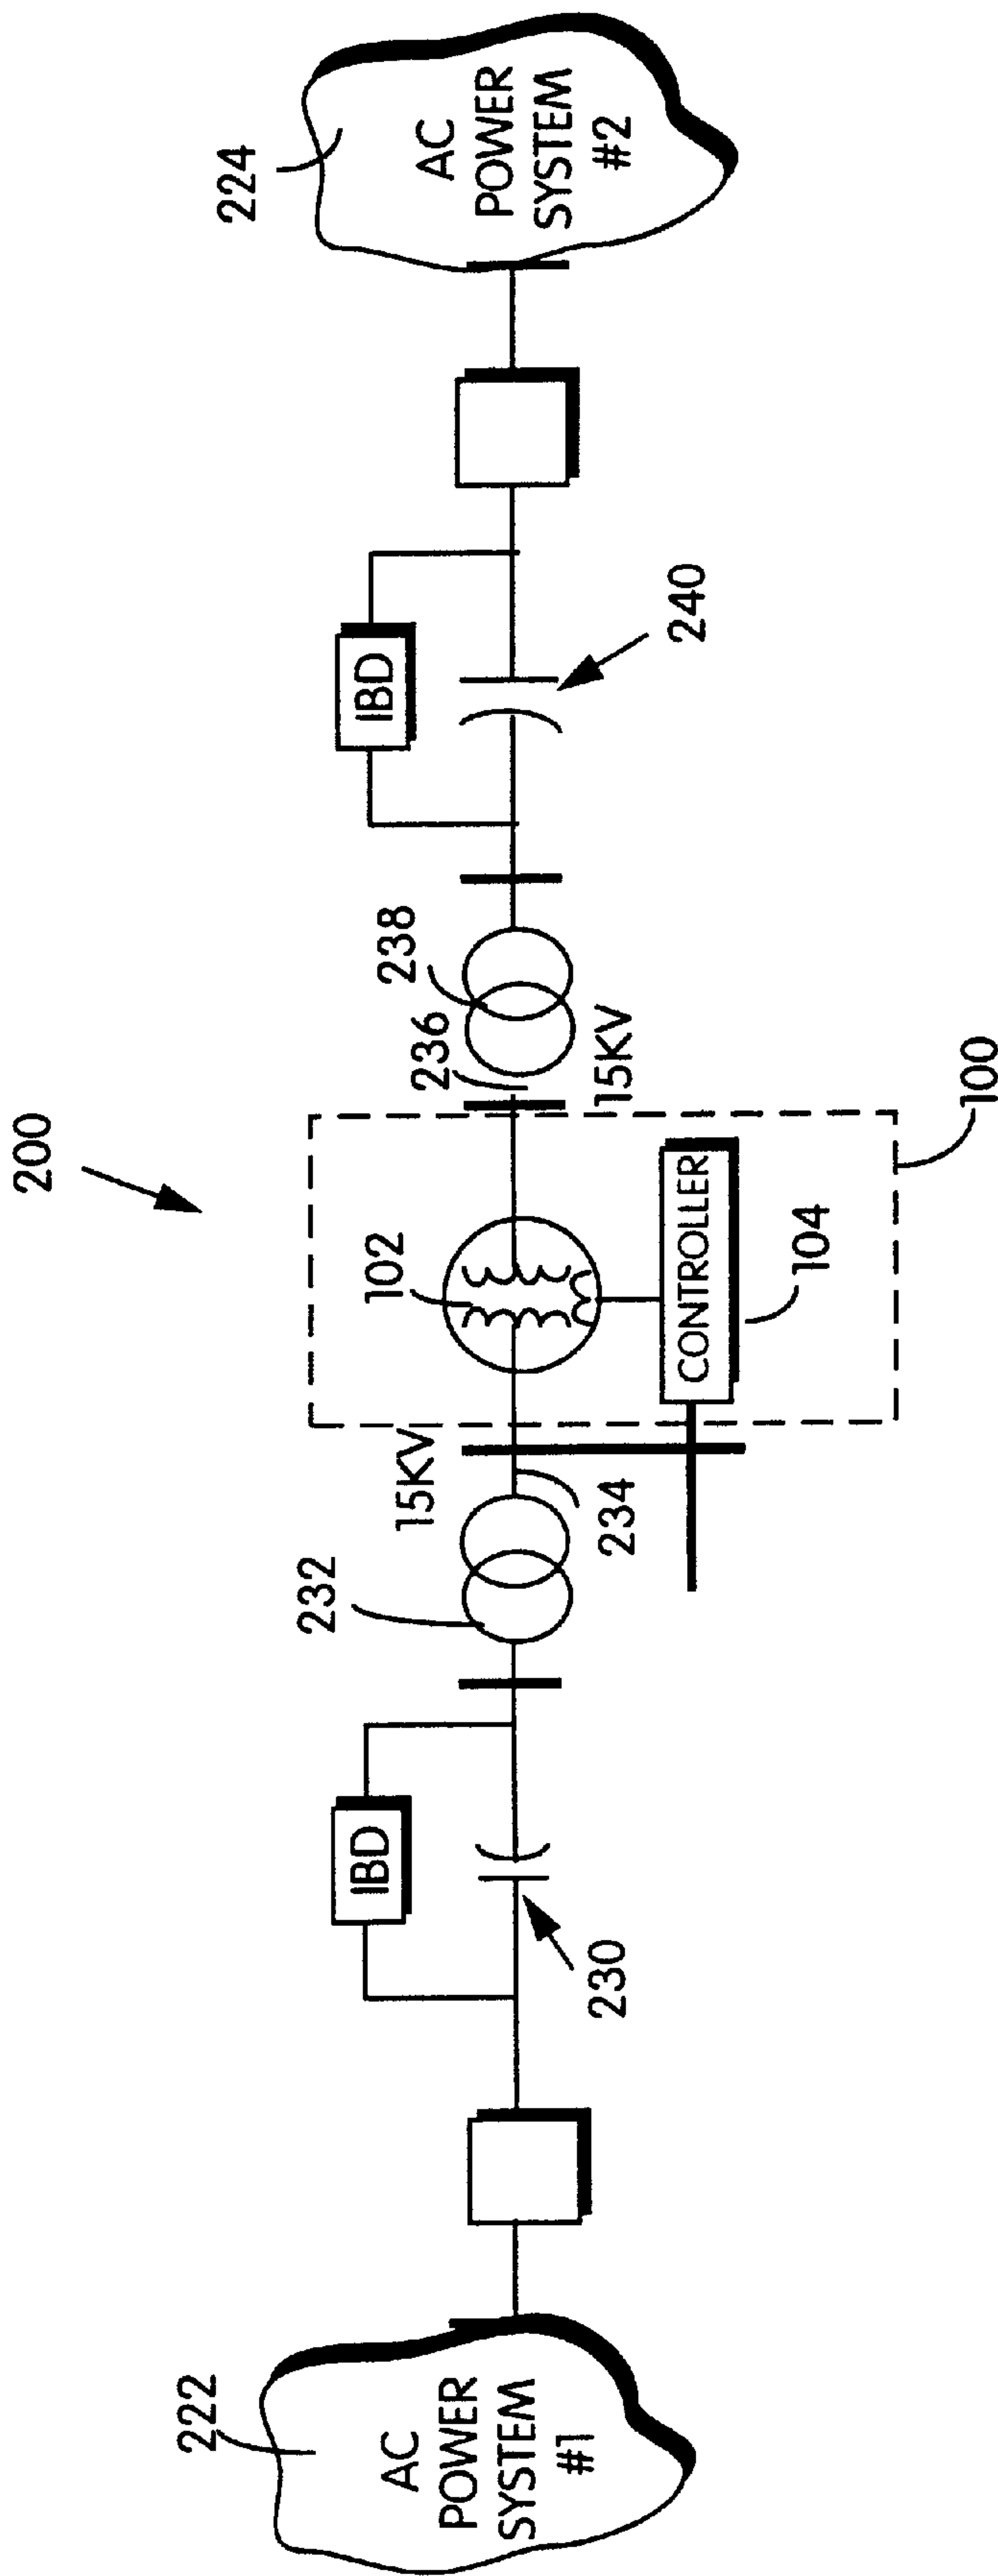 200
222
AC
POWER
SYSTEM
#1
IBD
230
232
15KV
234
102
CONTROLLER
104
100
236
15KV
238
IBD
240
224
AC
POWER
SYSTEM
#2